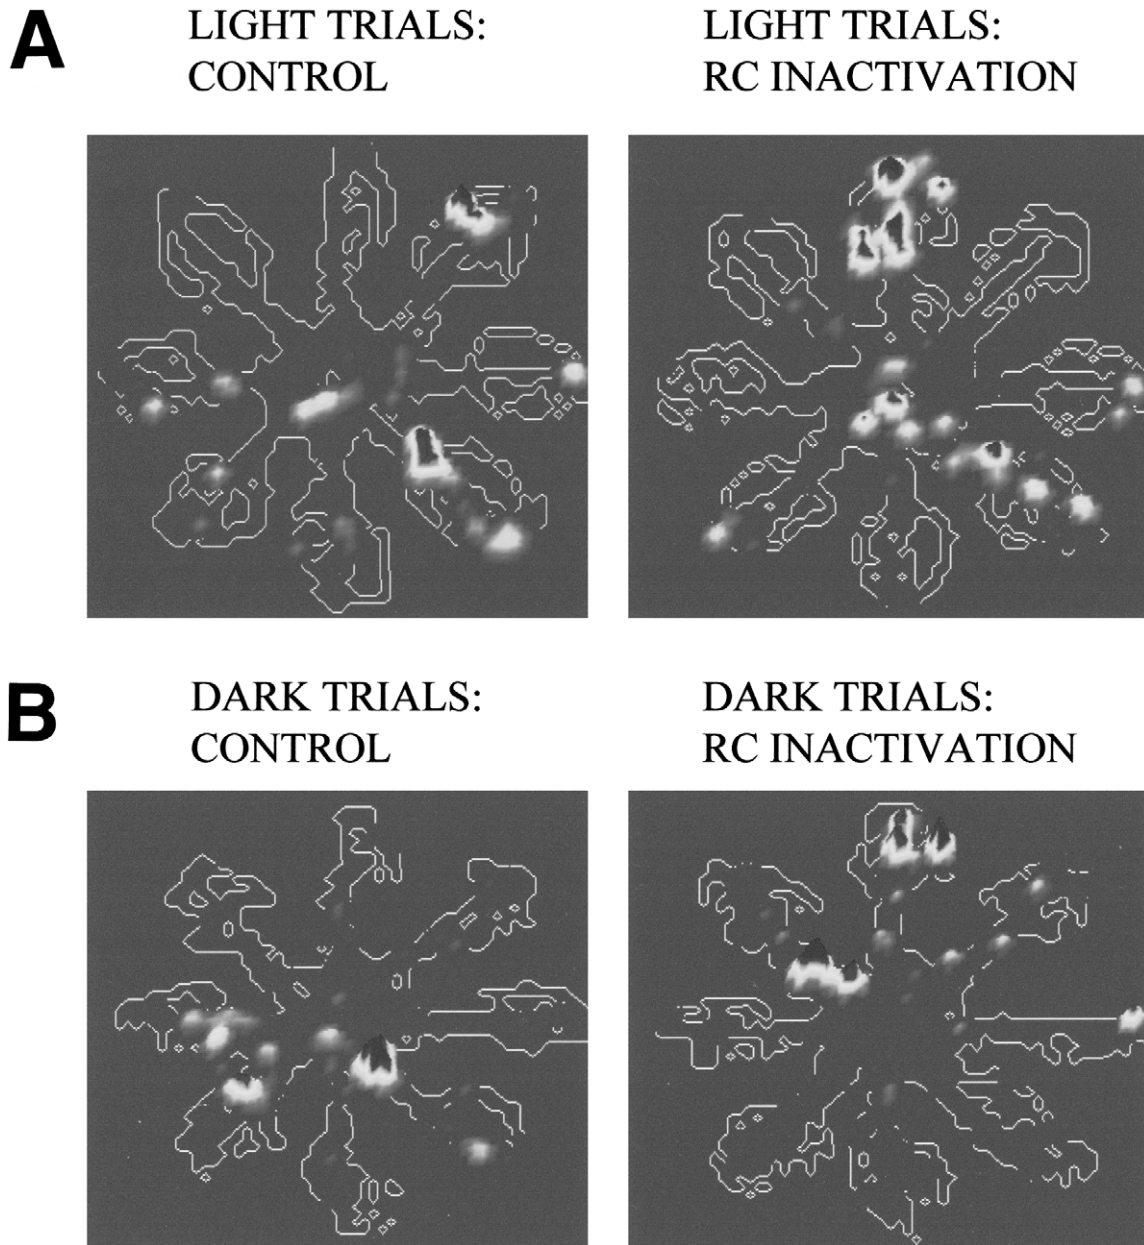 A
LIGHT TRIALS:
CONTROL
LIGHT TRIALS:
RC INACTIVATION
B
DARK TRIALS:
CONTROL
DARK TRIALS:
RC INACTIVATION